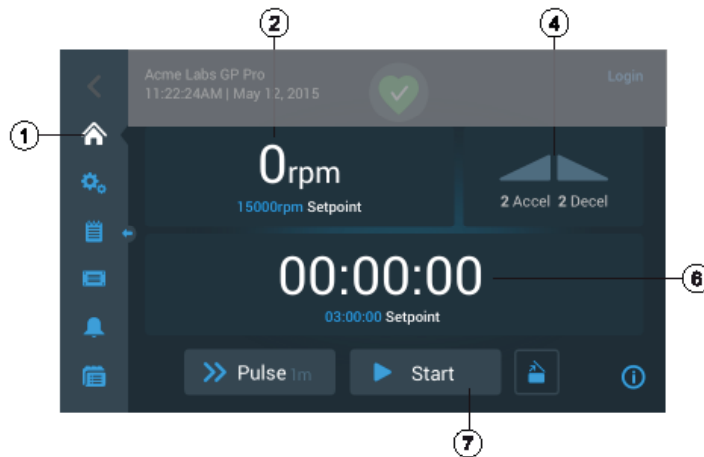 2
4
Acme Labs GP Pro
Login
11:22:24AM | May 12, 2015
1
0rpm
15000rpm Setpoint
2 Accel 2 Decel
00:00:00
6
03:00:00 Setpoint
Pulse 1m
Start
7